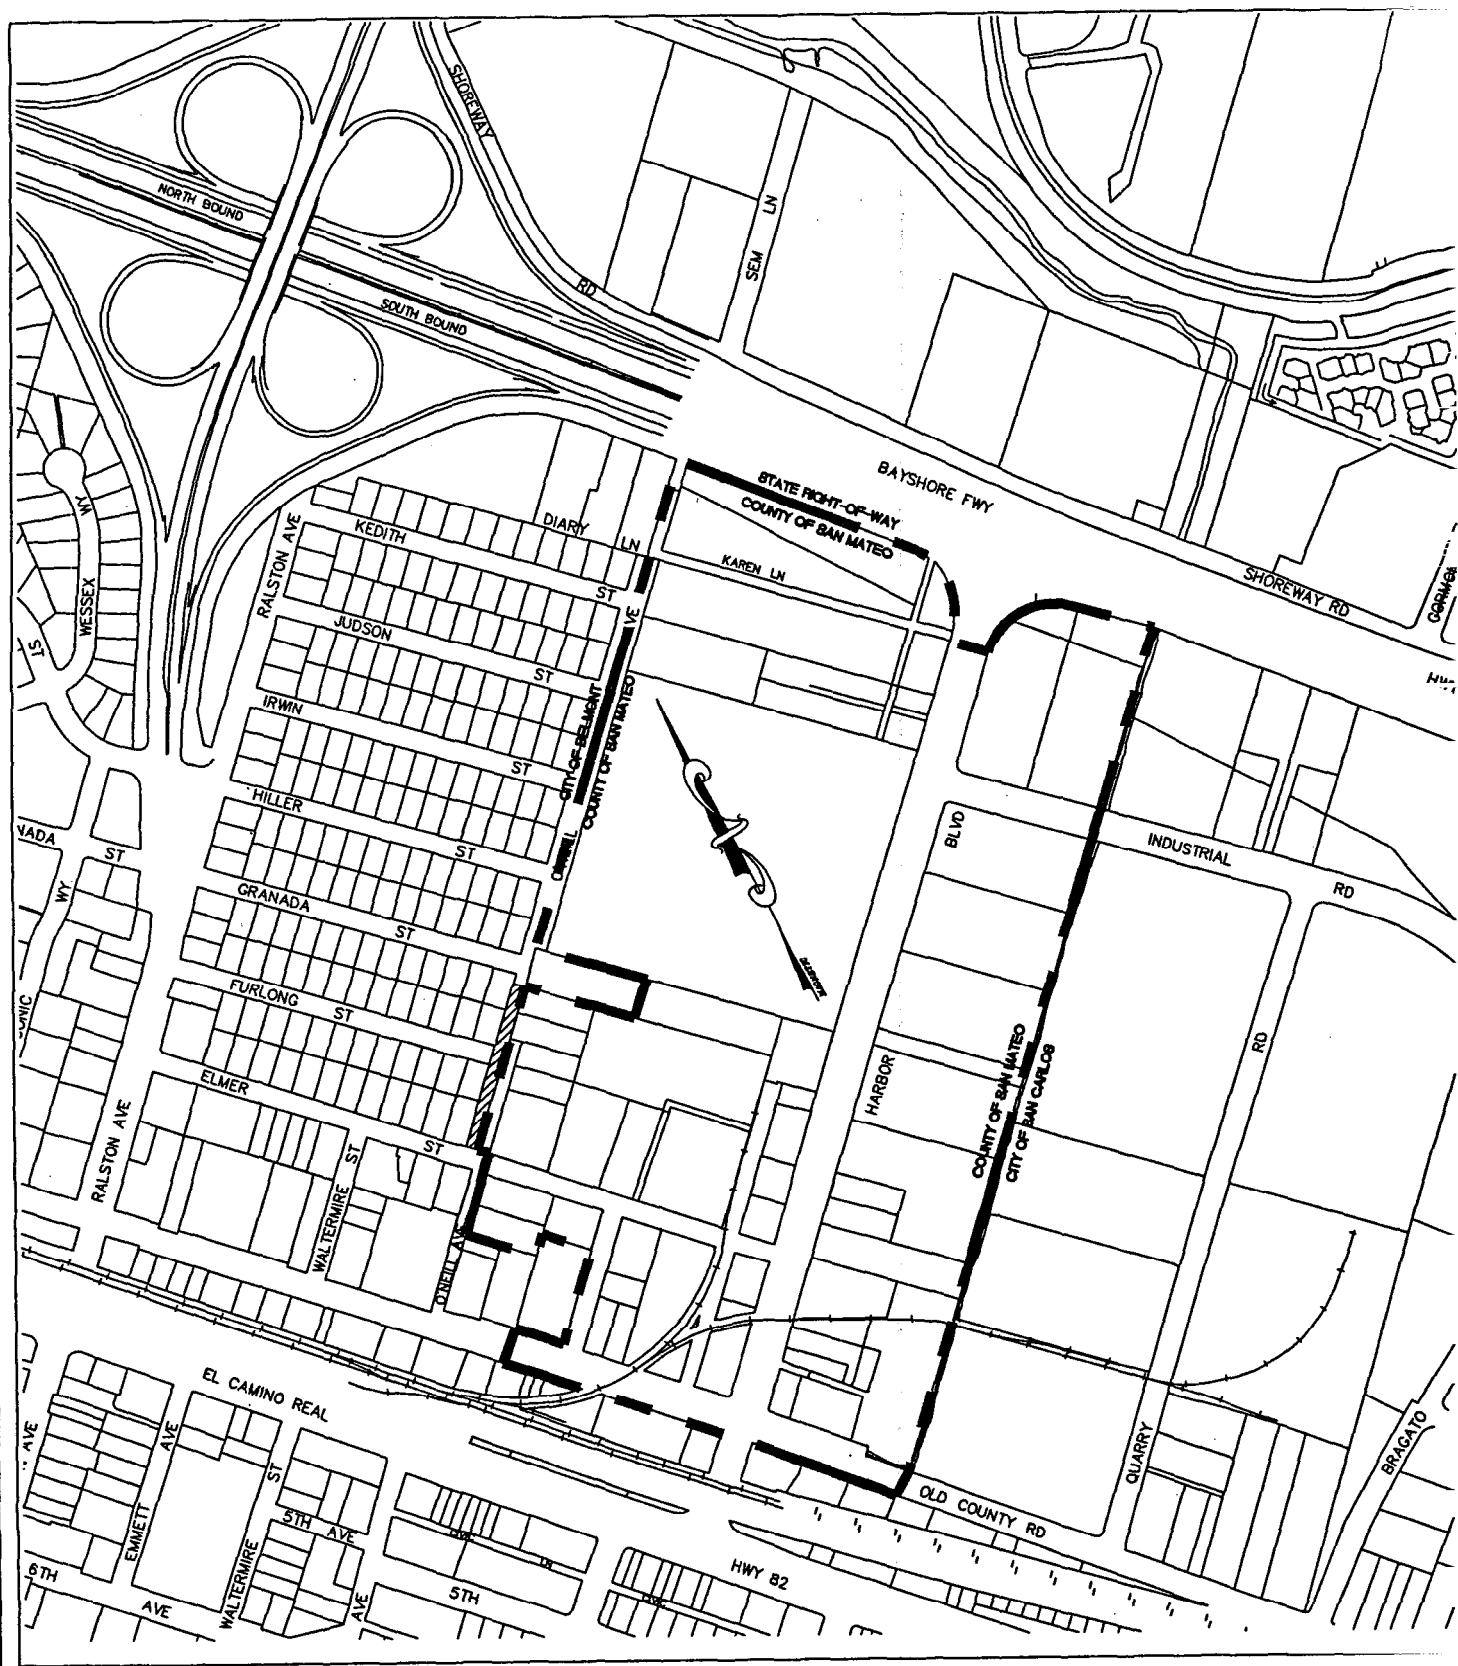 SHOREWAY
RD
NORTH BOUND
SOUTH BOUND
SEM LN
BAYSHORE FWY
STATE RIGHT-OF-WAY
COUNTY OF SAN MATEO
SHOREWAY RD
WY
WESSEX
ST
RALSTON AVE
KEDITH
ST
DIARY
LN
KAREN LN
JUDSON
ST
IRWIN
ST
CITY OF BELMONT
COUNTY OF SAN MATEO
HILLER
ST
GRANADA
ST
FURLONG
ST
ELMER
ST
NADA
ST
WY
RALSTON AVE
WALTERMIRE
ST
O'NEILL AVE
BLVD
HARBOR
INDUSTRIAL
RD
RD
QUARRY
COUNTY OF SAN MATEO
CITY OF SAN CARLOS
BRAGATO
OLD COUNTY RD
EL CAMINO REAL
HWY 82
AVE
AVE
EMMETT
ST
WALTERMIRE
5TH
AVE
6TH
AVE
AVE
5TH
LN